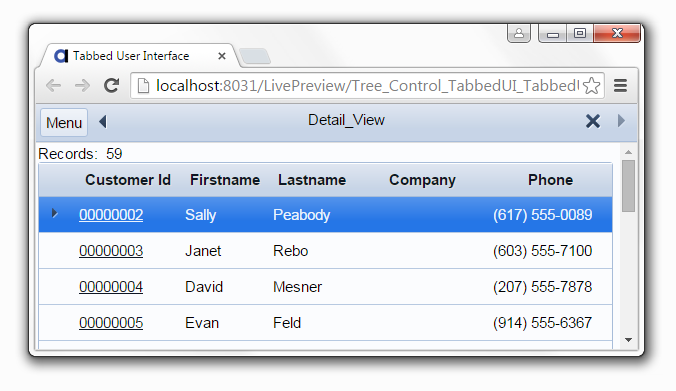 Tabbed User Interface
localhost:8031/LivePreview/Tree_Control_TabbedUI_Tabbed
Menu Detail_View
Records: 59
Customer Id Firstname Lastname Company Phone
00000002 Sally Peabody (617) 555-0089
00000003 Janet Rebo (603) 555-7100
00000004 David Mesner (207) 555-7878
00000005 Evan Feld (914) 555-6367